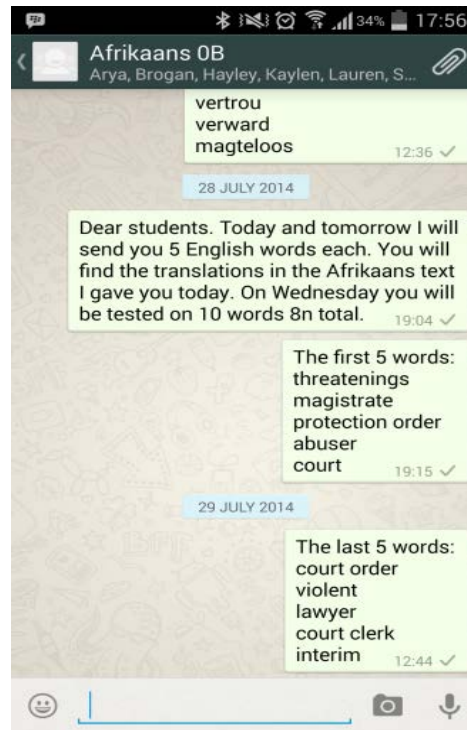 34% 17:56
Afrikaans 0B
Arya, Brogan, Hayley, Kaylen, Lauren, S...
vertrou
verward
magteloos
12:36
28 JULY 2014
Dear students. Today and tomorrow I will
send you 5 English words each. You will
find the translations in the Afrikaans text
I gave you today. On Wednesday you will
be tested on 10 words 8n total.
19:04
The first 5 words:
threatenings
magistrate
protection order
abuser
court
19:15
29 JULY 2014
The last 5 words:
court order
violent
lawyer
court clerk
interim
12:44